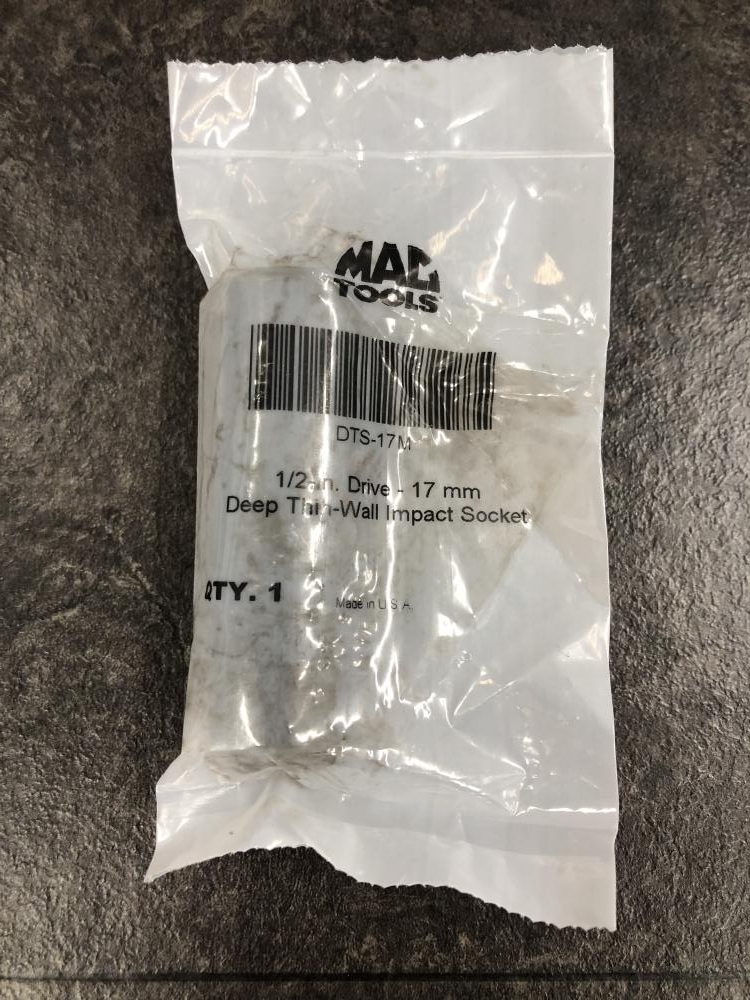 MAC
TOOLS
DTS-17M
1/2-in. Drive - 17 mm
Deep Thin-Wall Impact Socket
QTY. 1
Made in U.S.A.